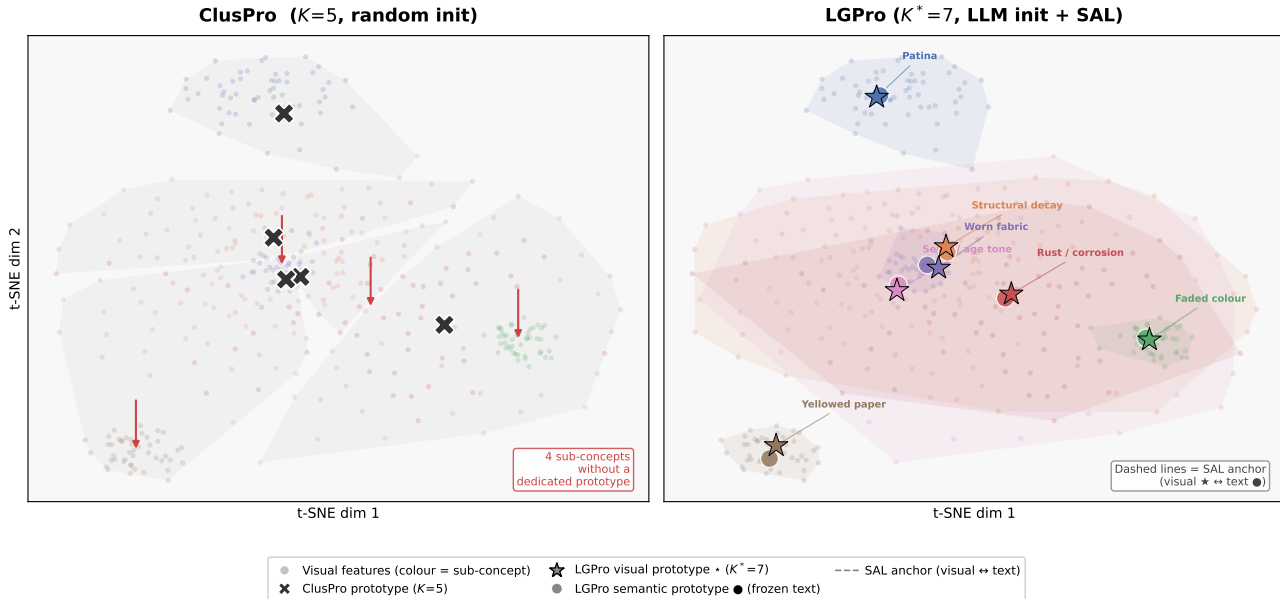 ClusPro (K=5, random init)
LGPro (K*=7, LLM init + SAL)
t-SNE dim 2
4 sub-concepts
without a
dedicated prototype
t-SNE dim 1
Patina
Structural decay
Worn fabric
age tone
Rust / corrosion
Faded colour
Yellowed paper
Dashed lines = SAL anchor
(visual ★ ↔ text ●)
t-SNE dim 1
Visual features (colour = sub-concept)
ClusPro prototype (K=5)
LGPro visual prototype ⋆ (K*=7)
LGPro semantic prototype ● (frozen text)
SAL anchor (visual ↔ text)